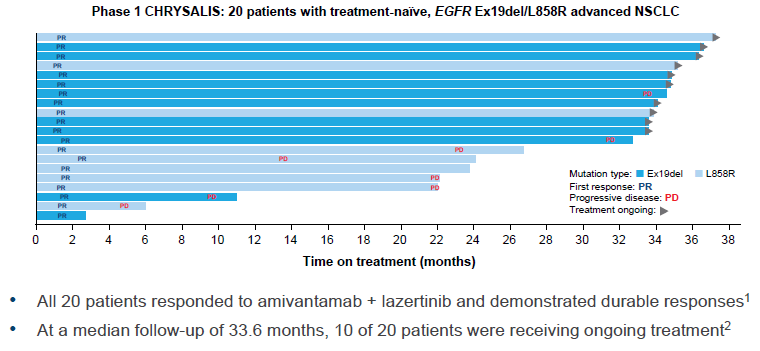 Phase 1 CHRYSALIS: 20 patients with treatment-naïve, EGFR Ex19del/L858R advanced NSCLC
PR
PR
PR
PR
PR
PR
PR PD
PR
PR
PR
PR
PR PD
PR PD
PR PD
PR
PR PD
PR PD
PR PD
PR PD
PR
Mutation type: Ex19del L858R
First response: PR
Progressive disease: PD
Treatment ongoing:
0 2 4 6 8 10 12 14 16 18 20 22 24 26 28 30 32 34 36 38
Time on treatment (months)
• All 20 patients responded to amivantamab + lazertinib and demonstrated durable responses1
• At a median follow-up of 33.6 months, 10 of 20 patients were receiving ongoing treatment2